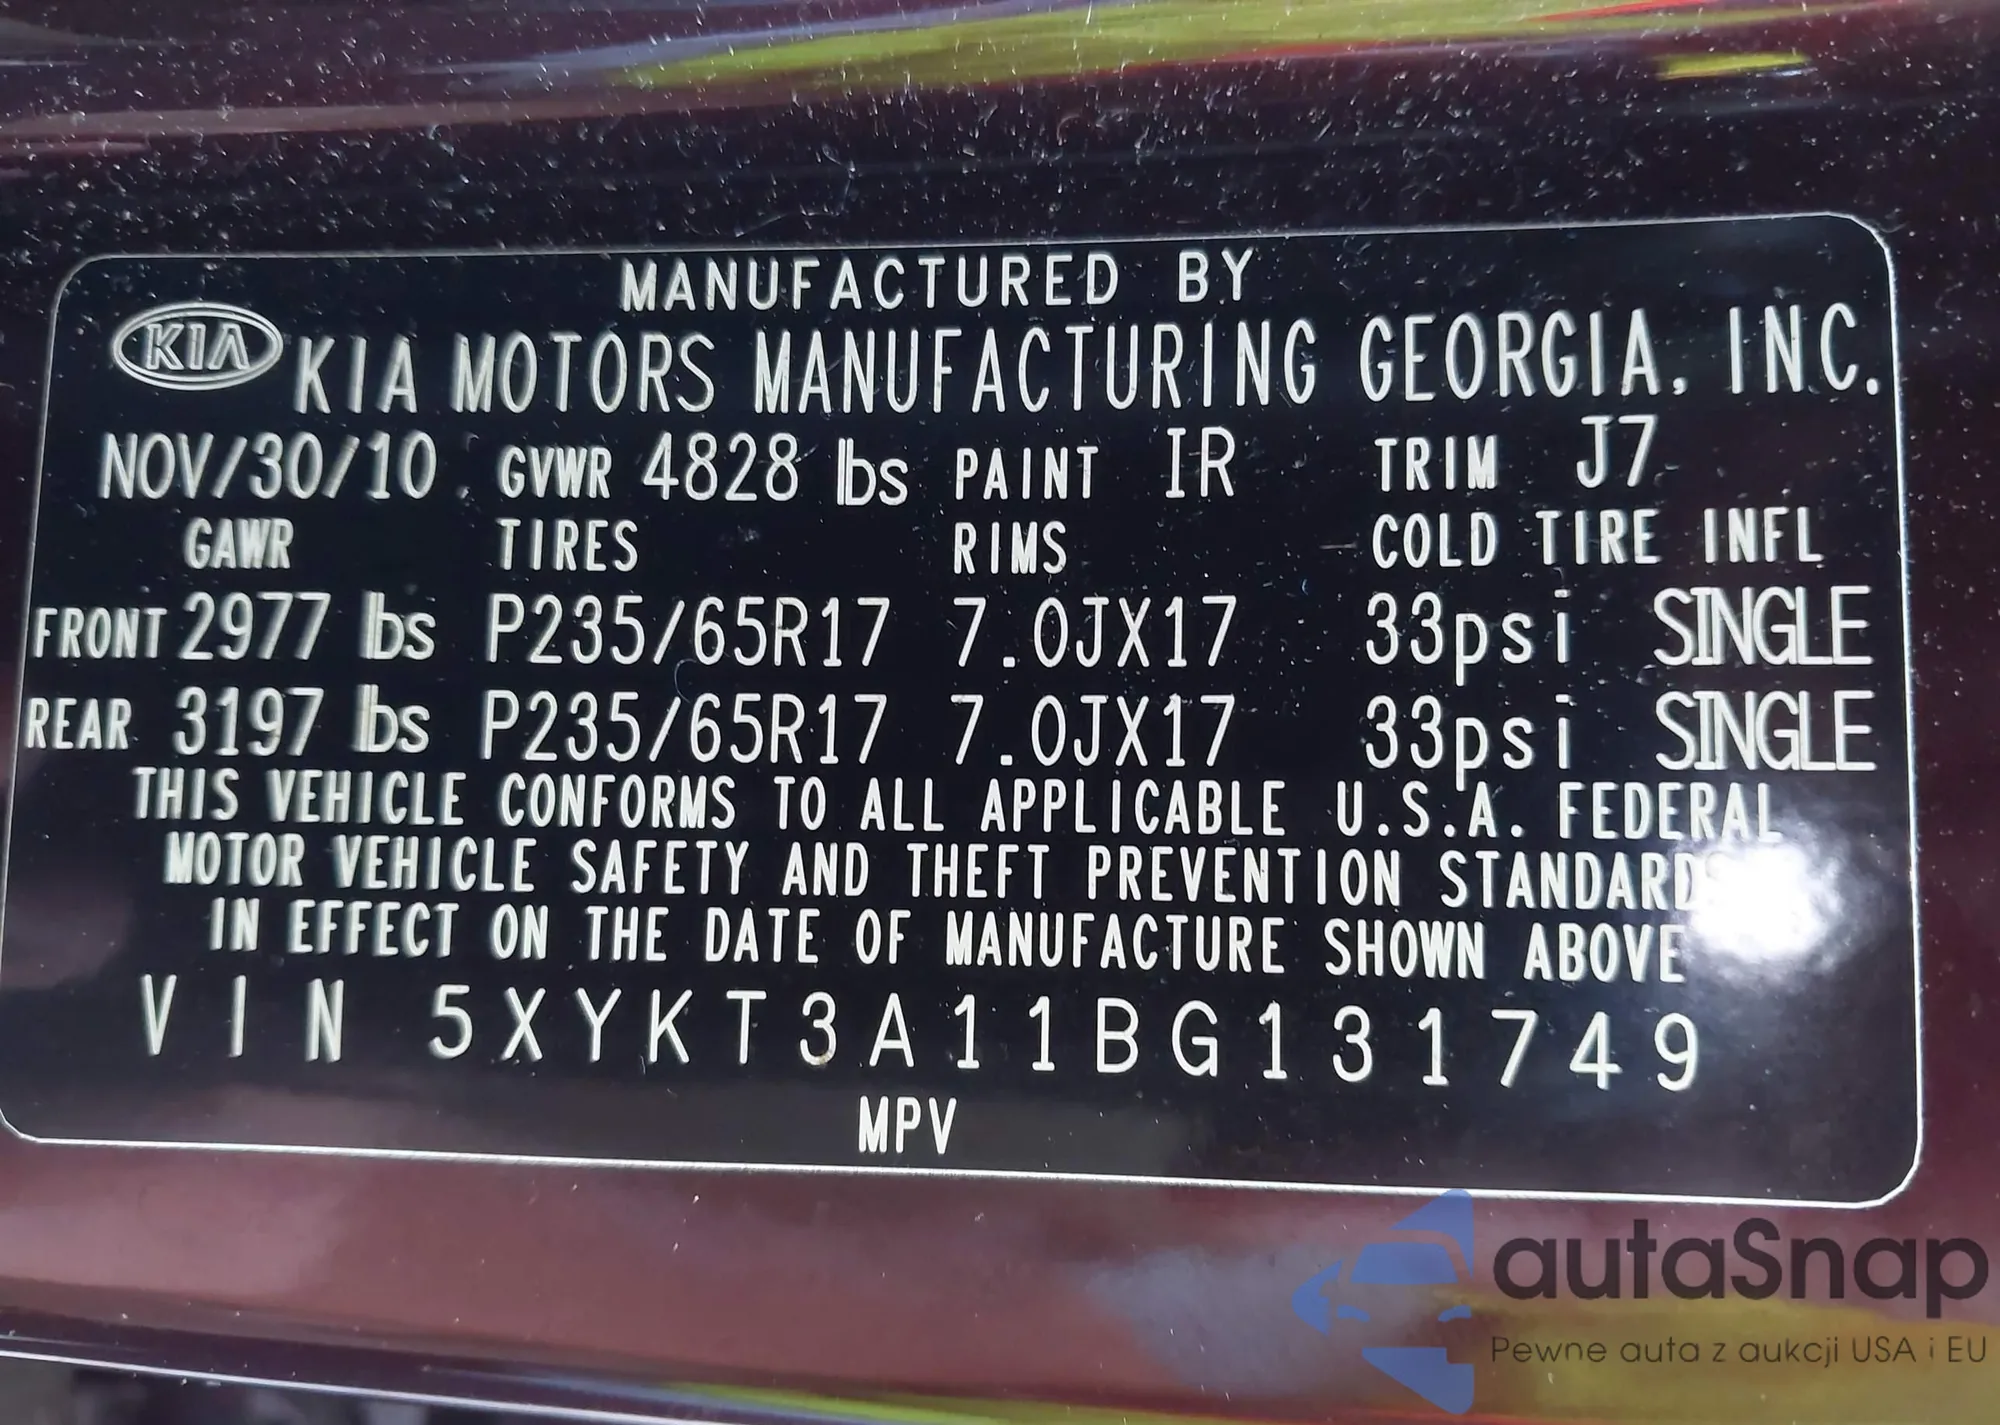 MANUFACTURED BY
KIA KIA MOTORS MANUFACTURING GEORGIA, INC.
NOV/30/10 GVWR 4828 lbs PAINT IR TRIM J7
GAWR TIRES RIMS COLD TIRE INFL
FRONT 2977 lbs P235/65R17 7.0JX17 33psi SINGLE
REAR 3197 lbs P235/65R17 7.0JX17 33psi SINGLE
THIS VEHICLE CONFORMS TO ALL APPLICABLE U.S.A. FEDERAL
MOTOR VEHICLE SAFETY AND THEFT PREVENTION STANDARDS
IN EFFECT ON THE DATE OF MANUFACTURE SHOWN ABOVE
VIN 5XYKT3A11BG131749
MPV
autaSnap
Pewne auta z aukcji USA i EU